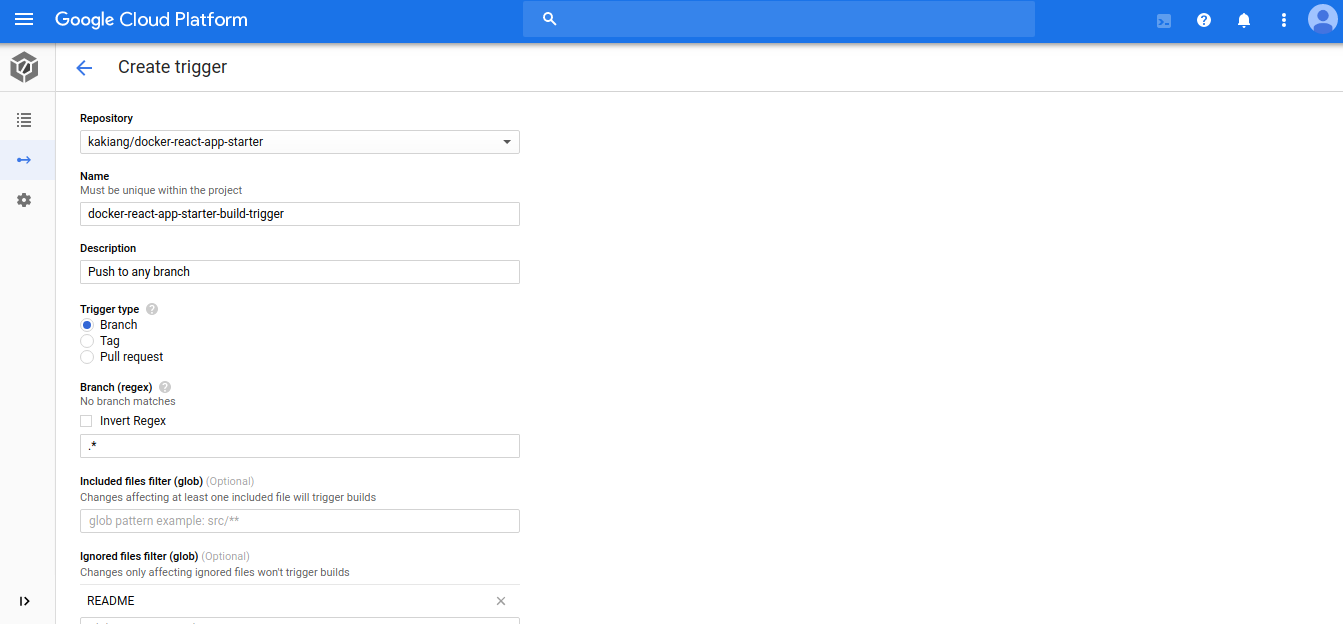 Google Cloud Platform
Create trigger
Repository
kakiang/docker-react-app-starter
Name
Must be unique within the project
docker-react-app-starter-build-trigger
Description
Push to any branch
Trigger type
Branch
Tag
Pull request
Branch (regex)
No branch matches
Invert Regex
.*
Included files filter (glob) (Optional)
Changes affecting at least one included file will trigger builds
glob pattern example: src/**
Ignored files filter (glob) (Optional)
Changes only affecting ignored files won't trigger builds
README